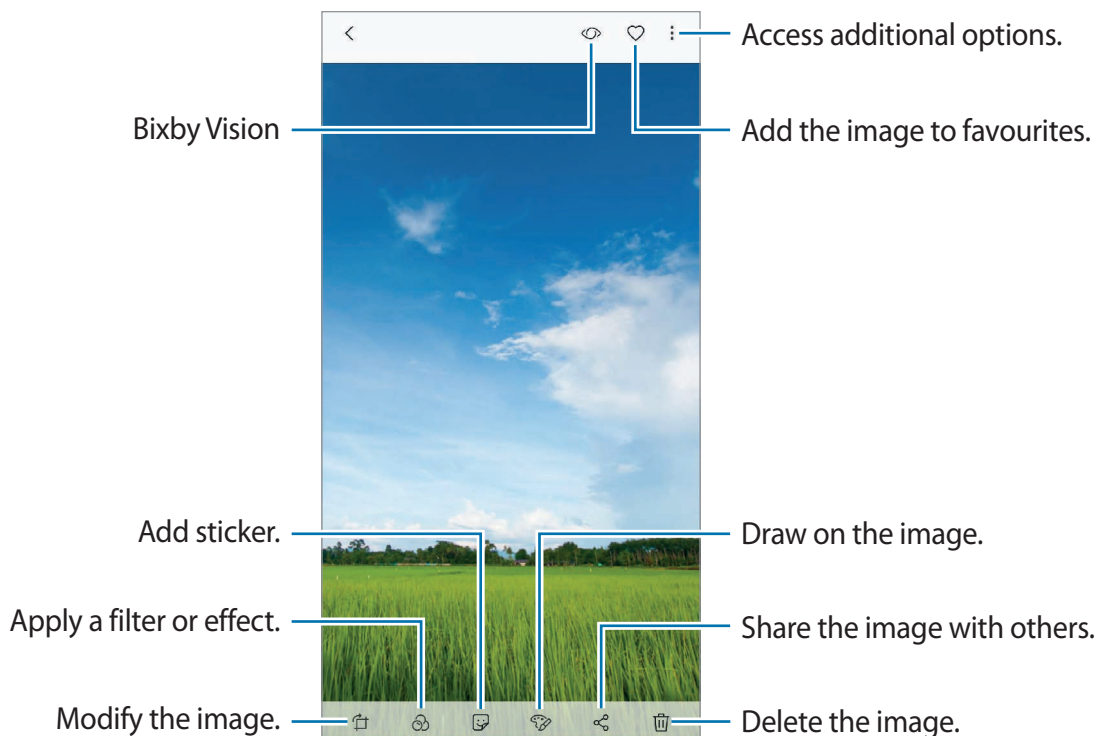 Access additional options.
Bixby Vision
Add the image to favourites.
Add sticker.
Draw on the image.
Apply a filter or effect.
Share the image with others.
Modify the image.
Delete the image.